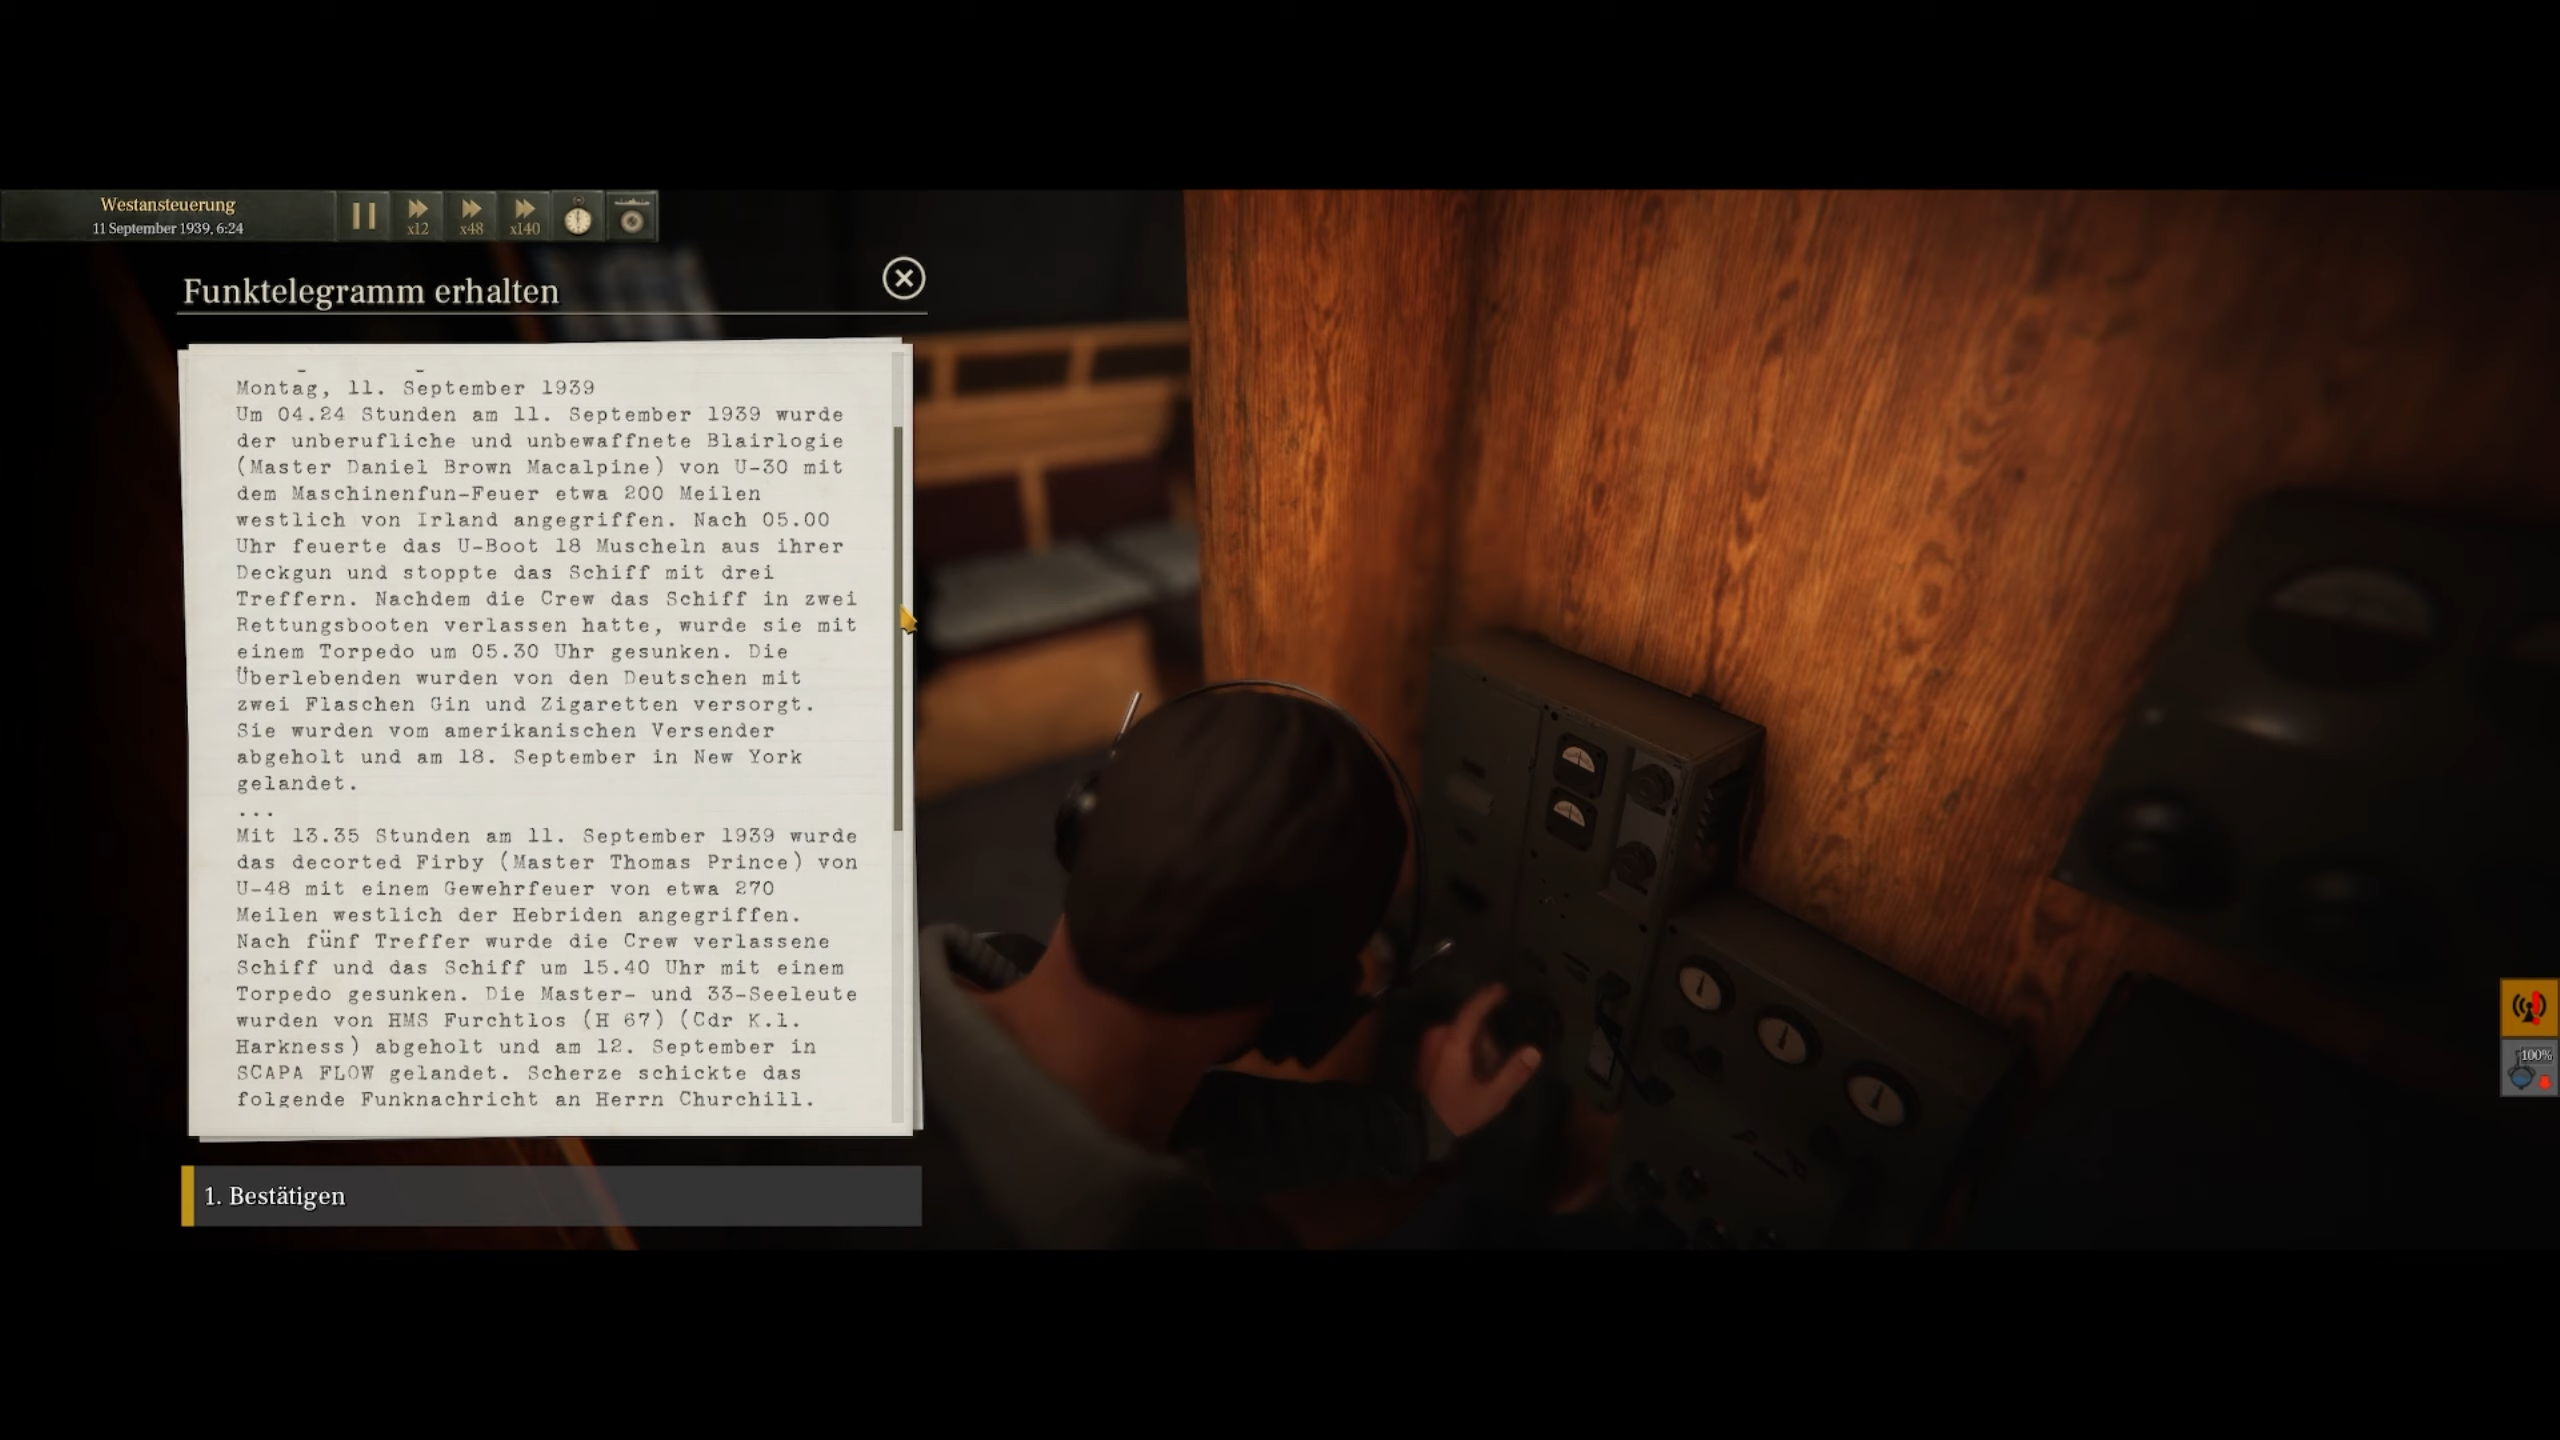 Westansteuerung
11 September 1939, 6:24
x12
x48
x140
Funktelegramm erhalten
Montag, 11. September 1939
Um 04.24 Stunden am 11. September 1939 wurde
der unberufliche und unbewaffnete Blairlogie
(Master Daniel Brown Macalpine) von U-30 mit
dem Maschinenfun-Feuer etwa 200 Meilen
westlich von Irland angegriffen. Nach 05.00
Uhr feuerte das U-Boot 18 Muscheln aus ihrer
Deckgun und stoppte das Schiff mit drei
Treffern. Nachdem die Crew das Schiff in zwei
Rettungsbooten verlassen hatte, wurde sie mit
einem Torpedo um 05.30 Uhr gesunken. Die
Überlebenden wurden von den Deutschen mit
zwei Flaschen Gin und Zigaretten versorgt.
Sie wurden vom amerikanischen Versender
abgeholt und am 18. September in New York
gelandet.
...
Mit 13.35 Stunden am 11. September 1939 wurde
das decorted Firby (Master Thomas Prince) von
U-48 mit einem Gewehrfeuer von etwa 270
Meilen westlich der Hebriden angegriffen.
Nach fünf Treffer wurde die Crew verlassene
Schiff und das Schiff um 15.40 Uhr mit einem
Torpedo gesunken. Die Master- und 33-Seeleute
wurden von HMS Furchtlos (H 67) (Cdr K.l.
Harkness) abgeholt und am 12. September in
SCAPA FLOW gelandet. Scherze schickte das
folgende Funknachricht an Herrn Churchill.
1. Bestätigen
100%